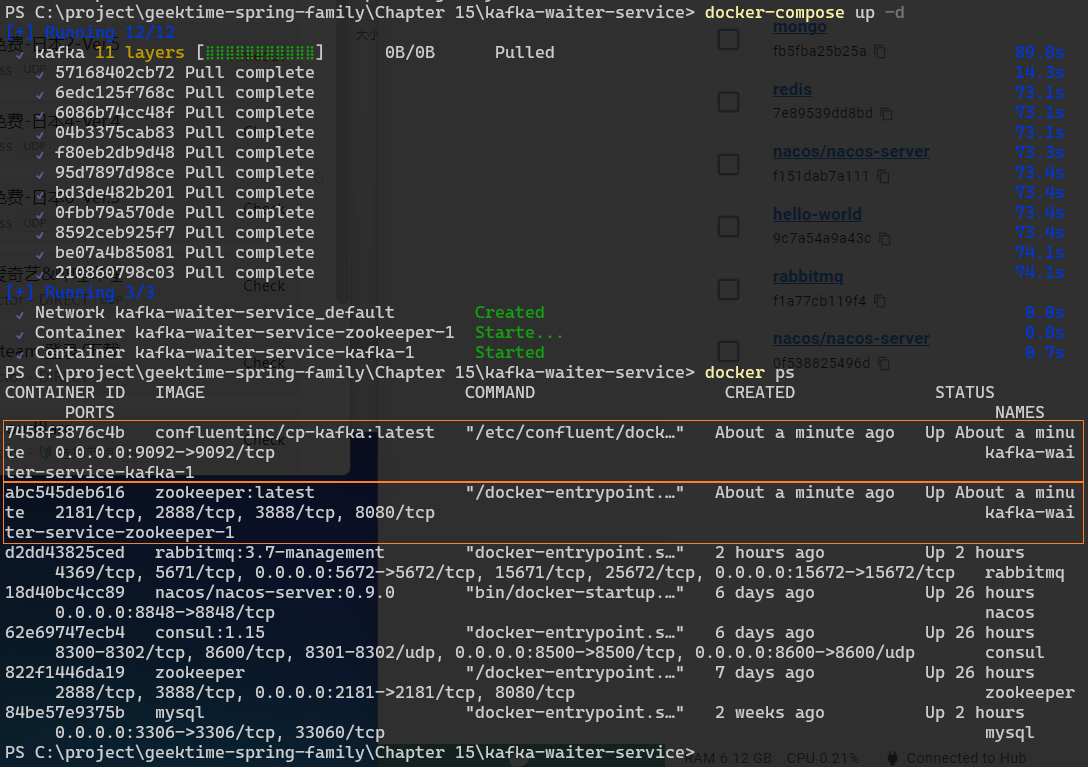 PS C:\project\geektime-spring-family\Chapter 15\kafka-waiter-service> docker-compose up -d
[+] Running 12/12
✓ kafka 11 layers [⣿⣿⣿⣿⣿⣿⣿⣿⣿⣿⣿] 0B/0B Pulled 89.8s
✓ 57168402cb72 Pull complete 14.3s
✓ 6edc125f768c Pull complete 73.1s
✓ 6086b74cc48f Pull complete 73.1s
✓ 04b3375cab83 Pull complete 73.1s
✓ f80eb2db9d48 Pull complete 73.3s
✓ 95d7897d98ce Pull complete 73.4s
✓ bd3de482b201 Pull complete 73.4s
✓ 0fbb79a570de Pull complete 73.4s
✓ 8592ceb925f7 Pull complete 73.4s
✓ be07a4b85081 Pull complete 74.1s
✓ 210860798c03 Pull complete 74.1s
[+] Running 3/3
✓ Network kafka-waiter-service_default Created 0.0s
✓ Container kafka-waiter-service-zookeeper-1 Starte... 0.8s
✓ Container kafka-waiter-service-kafka-1 Started 0.7s
PS C:\project\geektime-spring-family\Chapter 15\kafka-waiter-service> docker ps
CONTAINER ID IMAGE COMMAND CREATED STATUS
PORTS NAMES
74584f3876c4b confluentinc/cp-kafka:latest "/etc/confluent/dock…" About a minute ago Up About a minu
te 0.0.0.0:9092->9092/tcp kafka-wai
ter-service-kafka-1
abc545deb616 zookeeper:latest "/docker-entrypoint.…" About a minute ago Up About a minu
te 2181/tcp, 2888/tcp, 3888/tcp, 8080/tcp kafka-wai
ter-service-zookeeper-1
d2dd43825ced rabbitmq:3.7-management "docker-entrypoint.s…" 2 hours ago Up 2 hours
4369/tcp, 5671/tcp, 0.0.0.0:5672->5672/tcp, 15671/tcp, 25672/tcp, 0.0.0.0:15672->15672/tcp rabbitmq
18d40bc4cc89 nacos/nacos-server:0.9.0 "bin/docker-startup.…" 6 days ago Up 26 hours
0.0.0.0:8848->8848/tcp nacos
62e69747ecb4 consul:1.15 "docker-entrypoint.s…" 6 days ago Up 26 hours
8300-8302/tcp, 8600/tcp, 8301-8302/udp, 0.0.0.0:8500->8500/tcp, 0.0.0.0:8600->8600/udp consul
822f1446da19 zookeeper "/docker-entrypoint.…" 7 days ago Up 26 hours
2888/tcp, 3888/tcp, 0.0.0.0:2181->2181/tcp, 8080/tcp zookeeper
84be57e9375b mysql "docker-entrypoint.s…" 2 weeks ago Up 2 hours
0.0.0.0:3306->3306/tcp, 33060/tcp mysql
PS C:\project\geektime-spring-family\Chapter 15\kafka-waiter-service>
mongo
fb5fba25b25a
redis
7e89539dd8bd
nacos/nacos-server
f151dab7a111
hello-world
9c7a54a9a43c
rabbitmq
f1a77cb119f4
nacos/nacos-server
0f538825496d
大小
UDP
UDP
UDP
Check
Check
Check
RAM 6.12 GB CPU 0.21% Connected to Hub